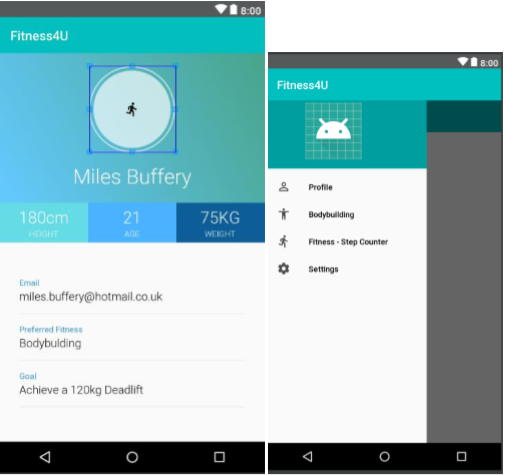 8:00
Fitness4U
Miles Buffery
180cm 21 75KG
HEIGHT AGE WEIGHT
Email
miles.buffery@hotmail.co.uk
Preferred Fitness
Bodybulding
Goal
Achieve a 120kg Deadlift
8:00
Fitness4U
Profile
Bodybuilding
Fitness - Step Counter
Settings